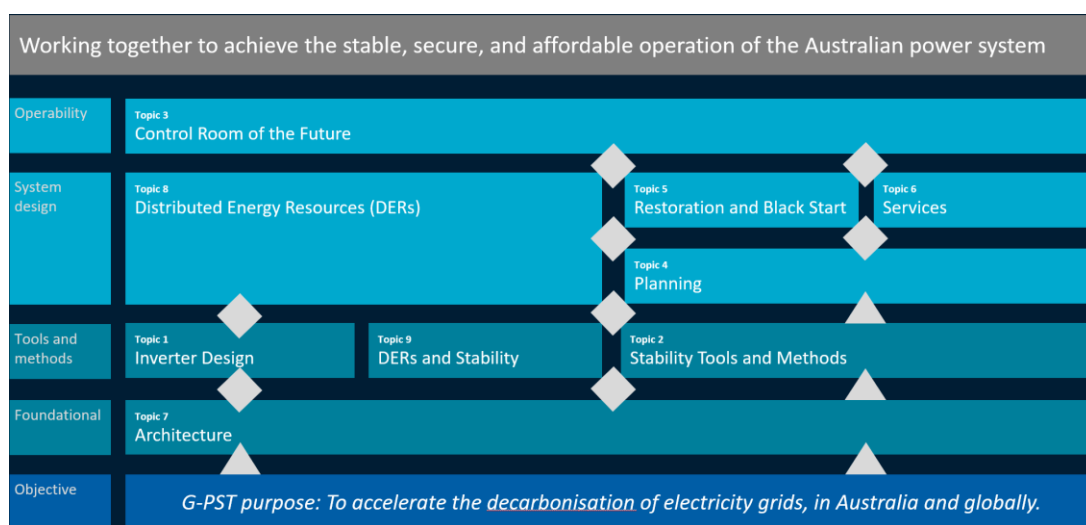 Working together to achieve the stable, secure, and affordable operation of the Australian power system
Operability
Topic 3
Control Room of the Future
System
design
Topic 8
Distributed Energy Resources (DERs)
Topic 5
Restoration and Black Start
Topic 6
Services
Topic 4
Planning
Tools and
methods
Topic 1
Inverter Design
Topic 9
DERs and Stability
Topic 2
Stability Tools and Methods
Foundational
Topic 7
Architecture
Objective
G-PST purpose: To accelerate the decarbonisation of electricity grids, in Australia and globally.